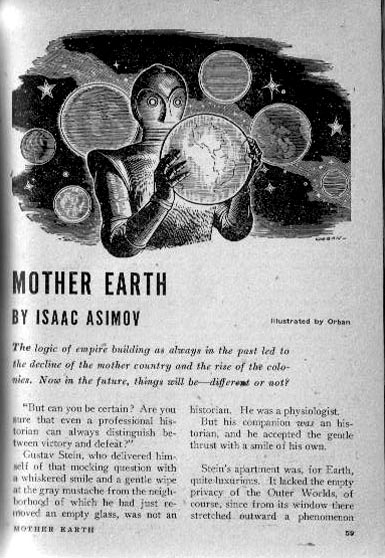 ORBAN
MOTHER EARTH
BY ISAAC ASIMOV
Illustrated by Orban
The logic of empire building as always in the past led to
the decline of the mother country and the rise of the colo-
nies. Now in the future, things will be—different or not?
"But can you be certain? Are you
sure that even a professional his-
torian can always distinguish be-
tween victory and defeat?"
Gustav Stein, who delivered him-
self of that mocking question with
a whiskered smile and a gentle wipe
at the gray mustache from the neigh-
borhood of which he had just re-
moved an empty glass, was not an
historian. He was a physiologist.
But his companion was an his-
torian, and he accepted the gentle
thrust with a smile of his own.
Stein's apartment was, for Earth,
quite luxurious. It lacked the empty
privacy of the Outer Worlds, of
course, since from its window there
stretched outward a phenomenon
MOTHER EARTH
59